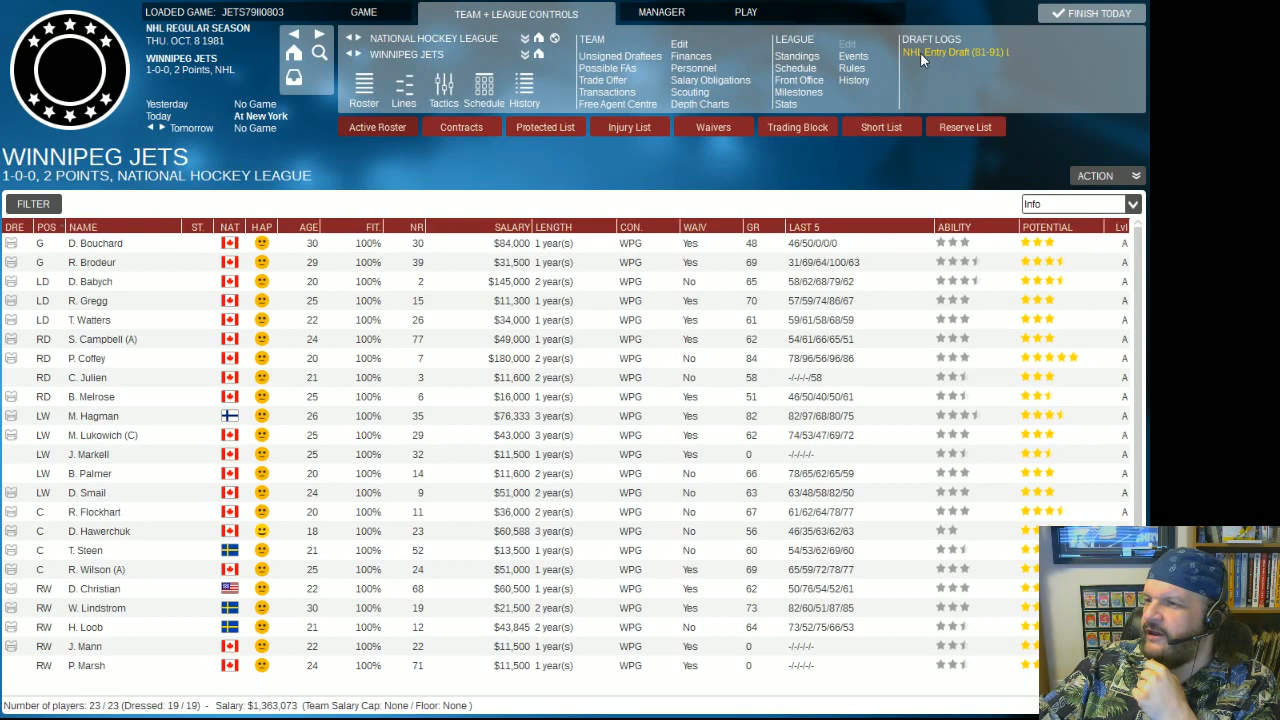 LOADED GAME: JETS79II0803
GAME
TEAM + LEAGUE CONTROLS
MANAGER
PLAY
FINISH TODAY
NHL REGULAR SEASON
THU. OCT. 8 1981
WINNIPEG JETS
1-0-0, 2 Points, NHL
Yesterday No Game
Today At New York
Tomorrow No Game
NATIONAL HOCKEY LEAGUE
WINNIPEG JETS
Roster Lines Tactics Schedule History
TEAM
Unsigned Draftees
Possible FAs
Trade Offer
Transactions
Free Agent Centre
Edit
Finances
Personnel
Salary Obligations
Scouting
Depth Charts
LEAGUE
Standings
Schedule
Front Office
Milestones
Stats
Edit
Events
Rules
History
DRAFT LOGS
NHL Entry Draft (81-91) L
Active Roster Contracts Protected List Injury List Waivers Trading Block Short List Reserve List
WINNIPEG JETS
1-0-0, 2 POINTS, NATIONAL HOCKEY LEAGUE
ACTION
FILTER
Info
DRE POS NAME ST. NAT HAP AGE FIT. NR SALARY LENGTH CON. WAIV GR LAST 5 ABILITY POTENTIAL Lvl
G D. Bouchard 30 100% 30 $84,000 1 year(s) WPG Yes 48 46/50/0/0/0 A
G R. Brodeur 29 100% 39 $31,500 1 year(s) WPG Yes 69 31/69/64/100/63 A
LD D. Babych 20 100% 2 $145,000 2 year(s) WPG No 65 58/62/68/79/62 A
LD R. Gregg 25 100% 15 $11,300 1 year(s) WPG Yes 70 57/59/74/86/67 A
LD T. Watters 22 100% 26 $34,000 1 year(s) WPG Yes 61 59/61/58/68/59 A
RD S. Campbell (A) 24 100% 77 $49,000 1 year(s) WPG Yes 62 54/61/66/65/51 A
RD P. Coffey 20 100% 7 $180,000 2 year(s) WPG No 84 78/96/56/96/86 A
RD C. Julien 21 100% 3 $11,600 2 year(s) WPG No 58 -/-/-/-/58 A
RD B. Melrose 25 100% 6 $16,000 1 year(s) WPG Yes 51 46/50/40/50/61 A
LW M. Hagman 26 100% 35 $76,333 3 year(s) WPG Yes 82 82/97/68/80/75 A
LW M. Lukowich (C) 25 100% 29 $43,000 3 year(s) WPG Yes 62 74/53/47/69/72 A
LW J. Markell 25 100% 32 $11,500 1 year(s) WPG Yes 0 -/-/-/-/- A
LW B. Palmer 20 100% 14 $11,600 2 year(s) WPG No 66 78/65/62/65/59 A
LW D. Smail 24 100% 9 $51,000 2 year(s) WPG No 63 63/48/58/82/50 A
C R. Flockhart 20 100% 11 $36,000 2 year(s) WPG No 67 61/62/64/78/77 A
C D. Hawerchuk 18 100% 23 $60,588 3 year(s) WPG No 56 46/35/63/62/63
C T. Steen 21 100% 52 $13,500 1 year(s) WPG No 60 54/53/62/69/60
C R. Wilson (A) 25 100% 24 $51,000 1 year(s) WPG Yes 69 65/59/72/78/77
RW D. Christian 22 100% 68 $60,500 1 year(s) WPG Yes 62 50/76/54/52/61
RW W. Lindstrom 30 100% 19 $21,500 2 year(s) WPG Yes 73 82/60/51/87/85
RW H. Loob 21 100% 12 $43,845 2 year(s) WPG No 64 73/52/75/66/53
RW J. Mann 22 100% 22 $11,500 1 year(s) WPG Yes 0 -/-/-/-/-
RW P. Marsh 24 100% 71 $11,500 1 year(s) WPG Yes 0 -/-/-/-/-
Number of players: 23 / 23 (Dressed: 19 / 19) - Salary: $1,363,073 (Team Salary Cap: None / Floor: None )